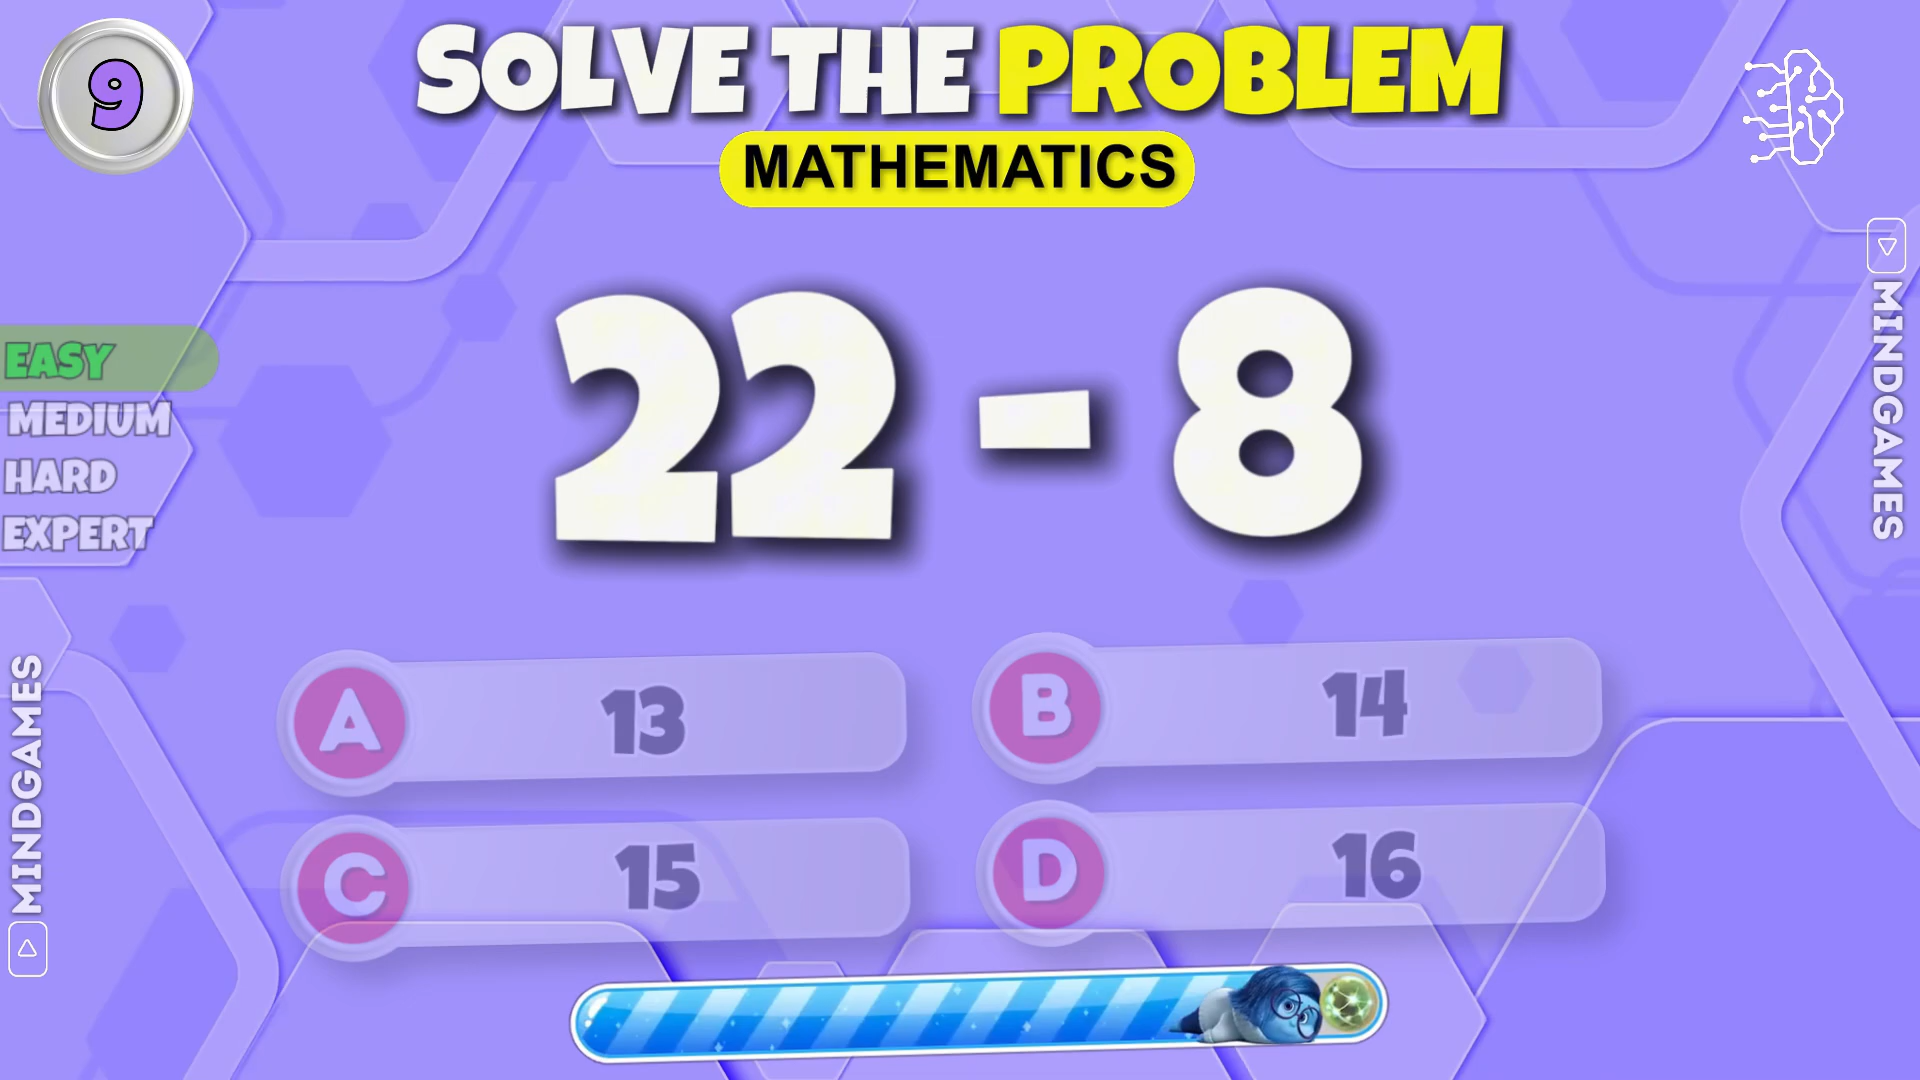 9
SOLVE THE PROBLEM
MATHEMATICS
22 - 8
EASY
MEDIUM
HARD
EXPERT
A 13
B 14
C 15
D 16
MINDGAMES
MINDGAMES